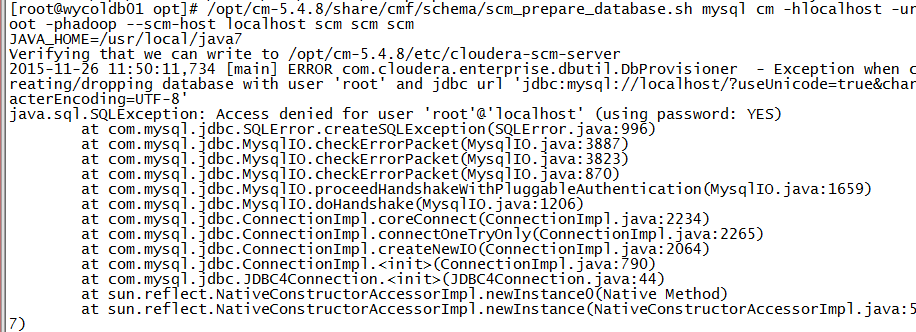 [root@wycoldb01 opt]# /opt/cm-5.4.8/share/cmf/schema/scm_prepare_database.sh mysql cm -hlocalhost -ur
oot -phadoop --scm-host localhost scm scm scm
JAVA_HOME=/usr/local/java7
Verifying that we can write to /opt/cm-5.4.8/etc/cloudera-scm-server
2015-11-26 11:50:11,734 [main] ERROR com.cloudera.enterprise.dbutil.DbProvisioner  - Exception when c
reating/dropping database with user 'root' and jdbc url 'jdbc:mysql://localhost/?useUnicode=true&char
acterEncoding=UTF-8'
java.sql.SQLException: Access denied for user 'root'@'localhost' (using password: YES)
        at com.mysql.jdbc.SQLError.createSQLException(SQLError.java:996)
        at com.mysql.jdbc.MysqlIO.checkErrorPacket(MysqlIO.java:3887)
        at com.mysql.jdbc.MysqlIO.checkErrorPacket(MysqlIO.java:3823)
        at com.mysql.jdbc.MysqlIO.checkErrorPacket(MysqlIO.java:870)
        at com.mysql.jdbc.MysqlIO.proceedHandshakeWithPluggableAuthentication(MysqlIO.java:1659)
        at com.mysql.jdbc.MysqlIO.doHandshake(MysqlIO.java:1206)
        at com.mysql.jdbc.ConnectionImpl.coreConnect(ConnectionImpl.java:2234)
        at com.mysql.jdbc.ConnectionImpl.connectOneTryOnly(ConnectionImpl.java:2265)
        at com.mysql.jdbc.ConnectionImpl.createNewIO(ConnectionImpl.java:2064)
        at com.mysql.jdbc.ConnectionImpl.<init>(ConnectionImpl.java:790)
        at com.mysql.jdbc.JDBC4Connection.<init>(JDBC4Connection.java:44)
        at sun.reflect.NativeConstructorAccessorImpl.newInstance0(Native Method)
        at sun.reflect.NativeConstructorAccessorImpl.newInstance(NativeConstructorAccessorImpl.java:5
7)